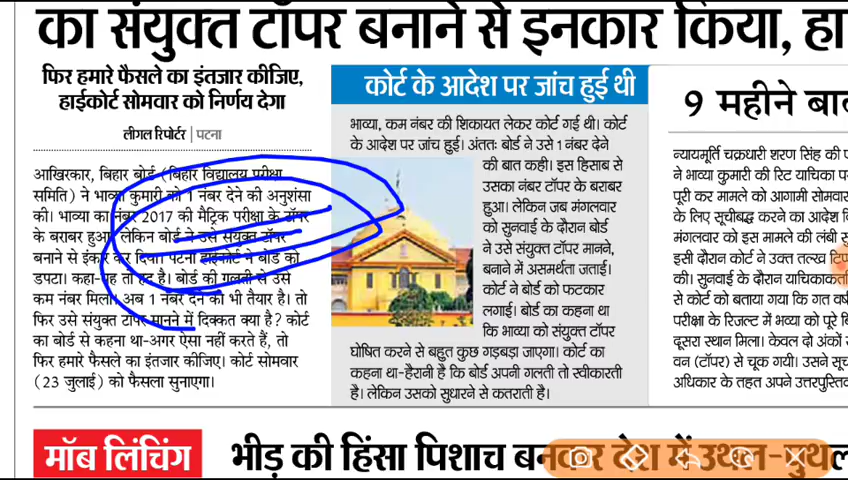 का संयुक्त टॉपर बनाने से इनकार किया, हा
फिर हमारे फैसले का इंतजार कीजिए,
हाईकोर्ट सोमवार को निर्णय देगा
लीगल रिपोर्टर | पटना
आखिरकार, बिहार बोर्ड (बिहार विद्यालय परीक्षा
समिति) ने भाव्या कुमारी को 1 नंबर देने की अनुशंसा
की। भाव्या का नंबर 2017 की मैट्रिक परीक्षा के टॉपर
के बराबर हुआ। लेकिन बोर्ड ने उसे संयुक्त टॉपर
बनाने से इंकार कर दिया। पटना हाईकोर्ट ने बोर्ड को
डपटा। कहा-यह तो हद है। बोर्ड की गलती से उसे
कम नंबर मिला। अब 1 नंबर देने को भी तैयार है। तो
फिर उसे संयुक्त टॉपर मानने में दिक्कत क्या है? कोर्ट
का बोर्ड से कहना था-अगर ऐसा नहीं करते हैं, तो
फिर हमारे फैसले का इंतजार कीजिए। कोर्ट सोमवार
(23 जुलाई) को फैसला सुनाएगा।
कोर्ट के आदेश पर जांच हुई थी
भाव्या, कम नंबर की शिकायत लेकर कोर्ट गई थी। कोर्ट
के आदेश पर जांच हुई। अंततः बोर्ड ने उसे 1 नंबर देने
की बात कही। इस हिसाब से
उसका नंबर टॉपर के बराबर
हुआ। लेकिन जब मंगलवार
को सुनवाई के दौरान बोर्ड
ने उसे संयुक्त टॉपर मानने,
बनाने में असमर्थता जताई।
कोर्ट ने बोर्ड को फटकार
लगाई। बोर्ड का कहना था
कि भाव्या को संयुक्त टॉपर
घोषित करने से बहुत कुछ गड़बड़ा जाएगा। कोर्ट का
कहना था-हैरानी है कि बोर्ड अपनी गलती तो स्वीकारती
है। लेकिन उसको सुधारने से कतराती है।
9 महीने बाद
न्यायमूर्ति चक्रधारी शरण सिंह की
ने भाव्या कुमारी की रिट याचिका पर
पूरी कर मामले को आगामी सोमवार
के लिए सूचीबद्ध करने का आदेश
मंगलवार को इस मामले की लंबी
इसी दौरान कोर्ट ने उक्त तल्ख
की। सुनवाई के दौरान याचिकाकर्ता
से कोर्ट को बताया गया कि गत वर्ष
परीक्षा के रिजल्ट में भव्या को पूरे
दूसरा स्थान मिला। केवल दो अंकों
वन (टॉपर) से चूक गयी। उसने
अधिकार के तहत अपने
मॉब लिंचिंग
भीड़ की हिंसा पिशाच बनकर देश में उथल-पुथल